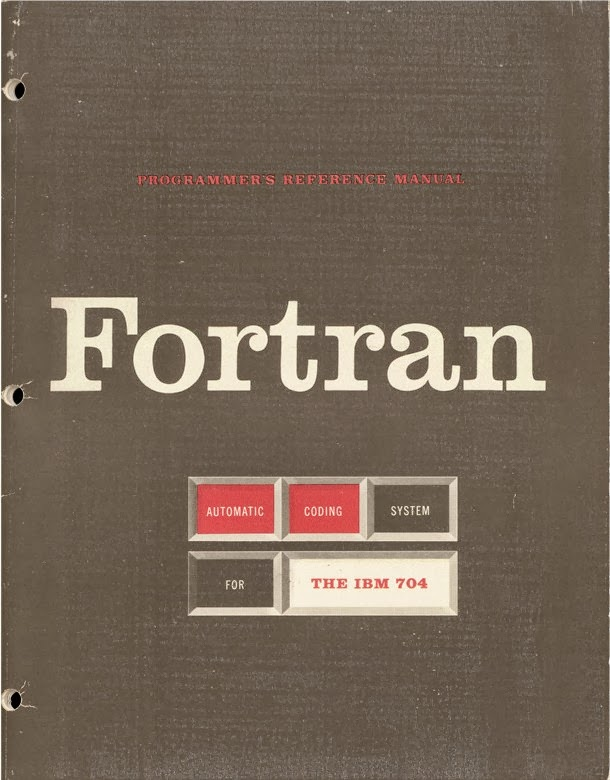 PROGRAMMER'S REFERENCE MANUAL
Fortran
AUTOMATIC CODING SYSTEM
FOR THE IBM 704